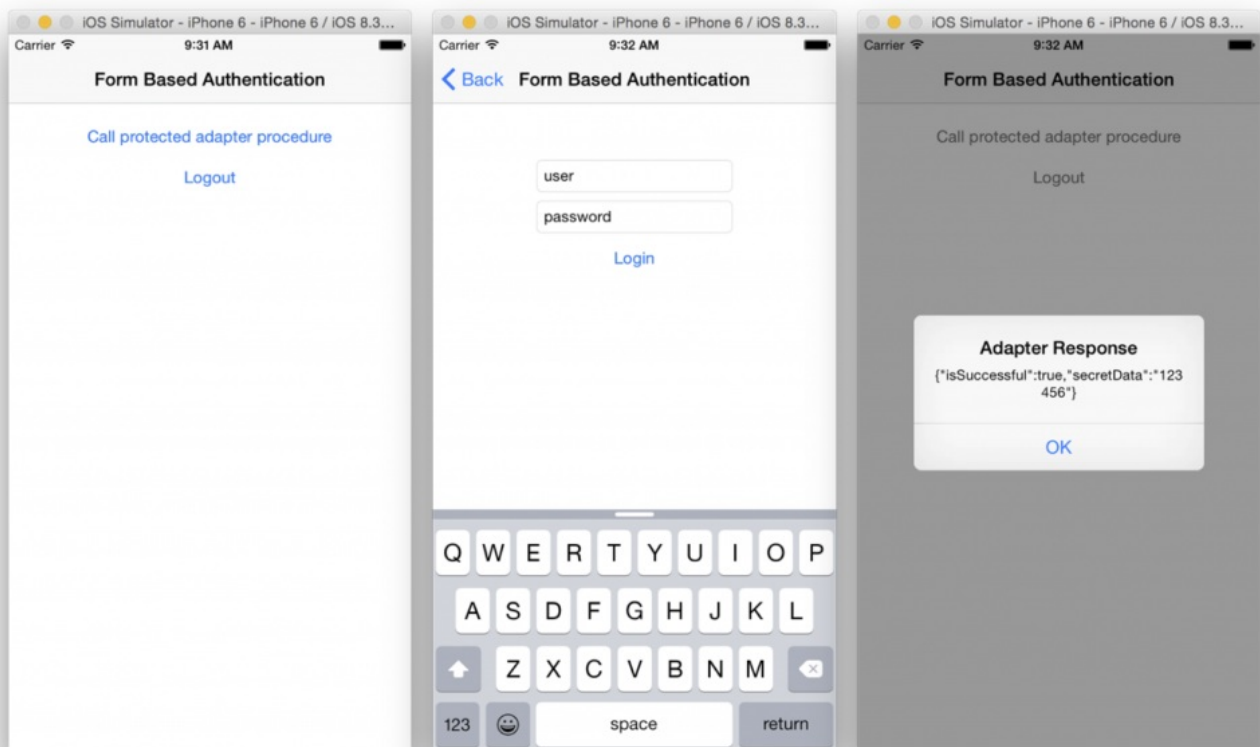 iOS Simulator - iPhone 6 - iPhone 6 / iOS 8.3...
Carrier 9:31 AM
Form Based Authentication
Call protected adapter procedure
Logout
iOS Simulator - iPhone 6 - iPhone 6 / iOS 8.3...
Carrier 9:32 AM
Back Form Based Authentication
user
password
Login
Q W E R T Y U I O P
A S D F G H J K L
Z X C V B N M
123 space return
iOS Simulator - iPhone 6 - iPhone 6 / iOS 8.3...
Carrier 9:32 AM
Form Based Authentication
Call protected adapter procedure
Logout
Adapter Response
{"isSuccessful":true,"secretData":"123
456"}
OK